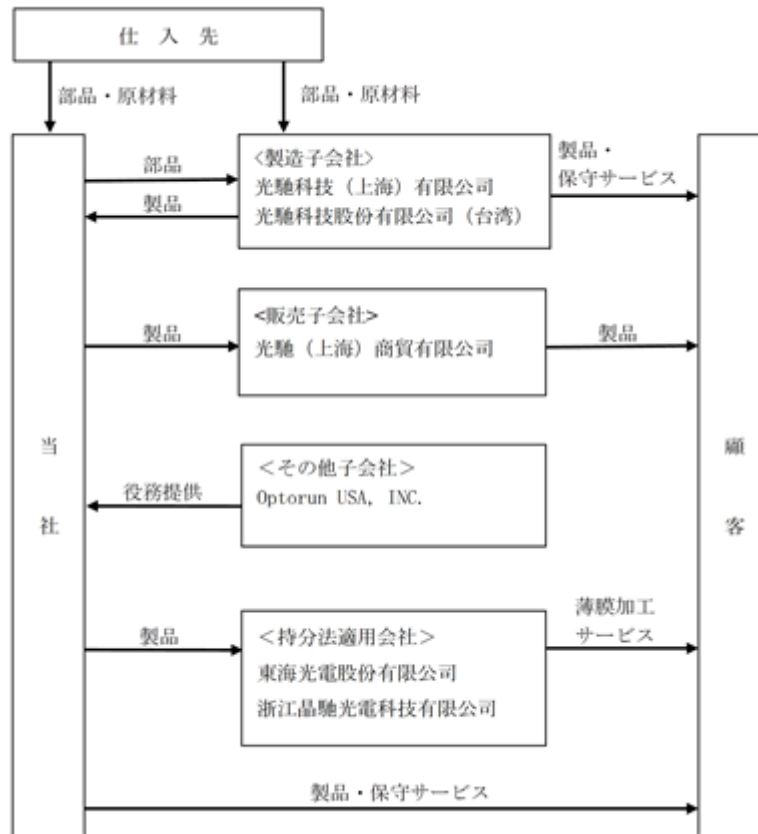 仕 入 先
部品・原材料
部品・原材料
部品
製品
<製造子会社>
光馳科技（上海）有限公司
光馳科技股份有限公司（台湾）
製品・
保守サービス
製品
<販売子会社>
光馳（上海）商貿有限公司
製品
当
社
役務提供
＜その他子会社＞
Optorun USA, INC.
顧
客
製品
＜持分法適用会社＞
東海光電股份有限公司
浙江晶馳光電科技有限公司
薄膜加工
サービス
製品・保守サービス